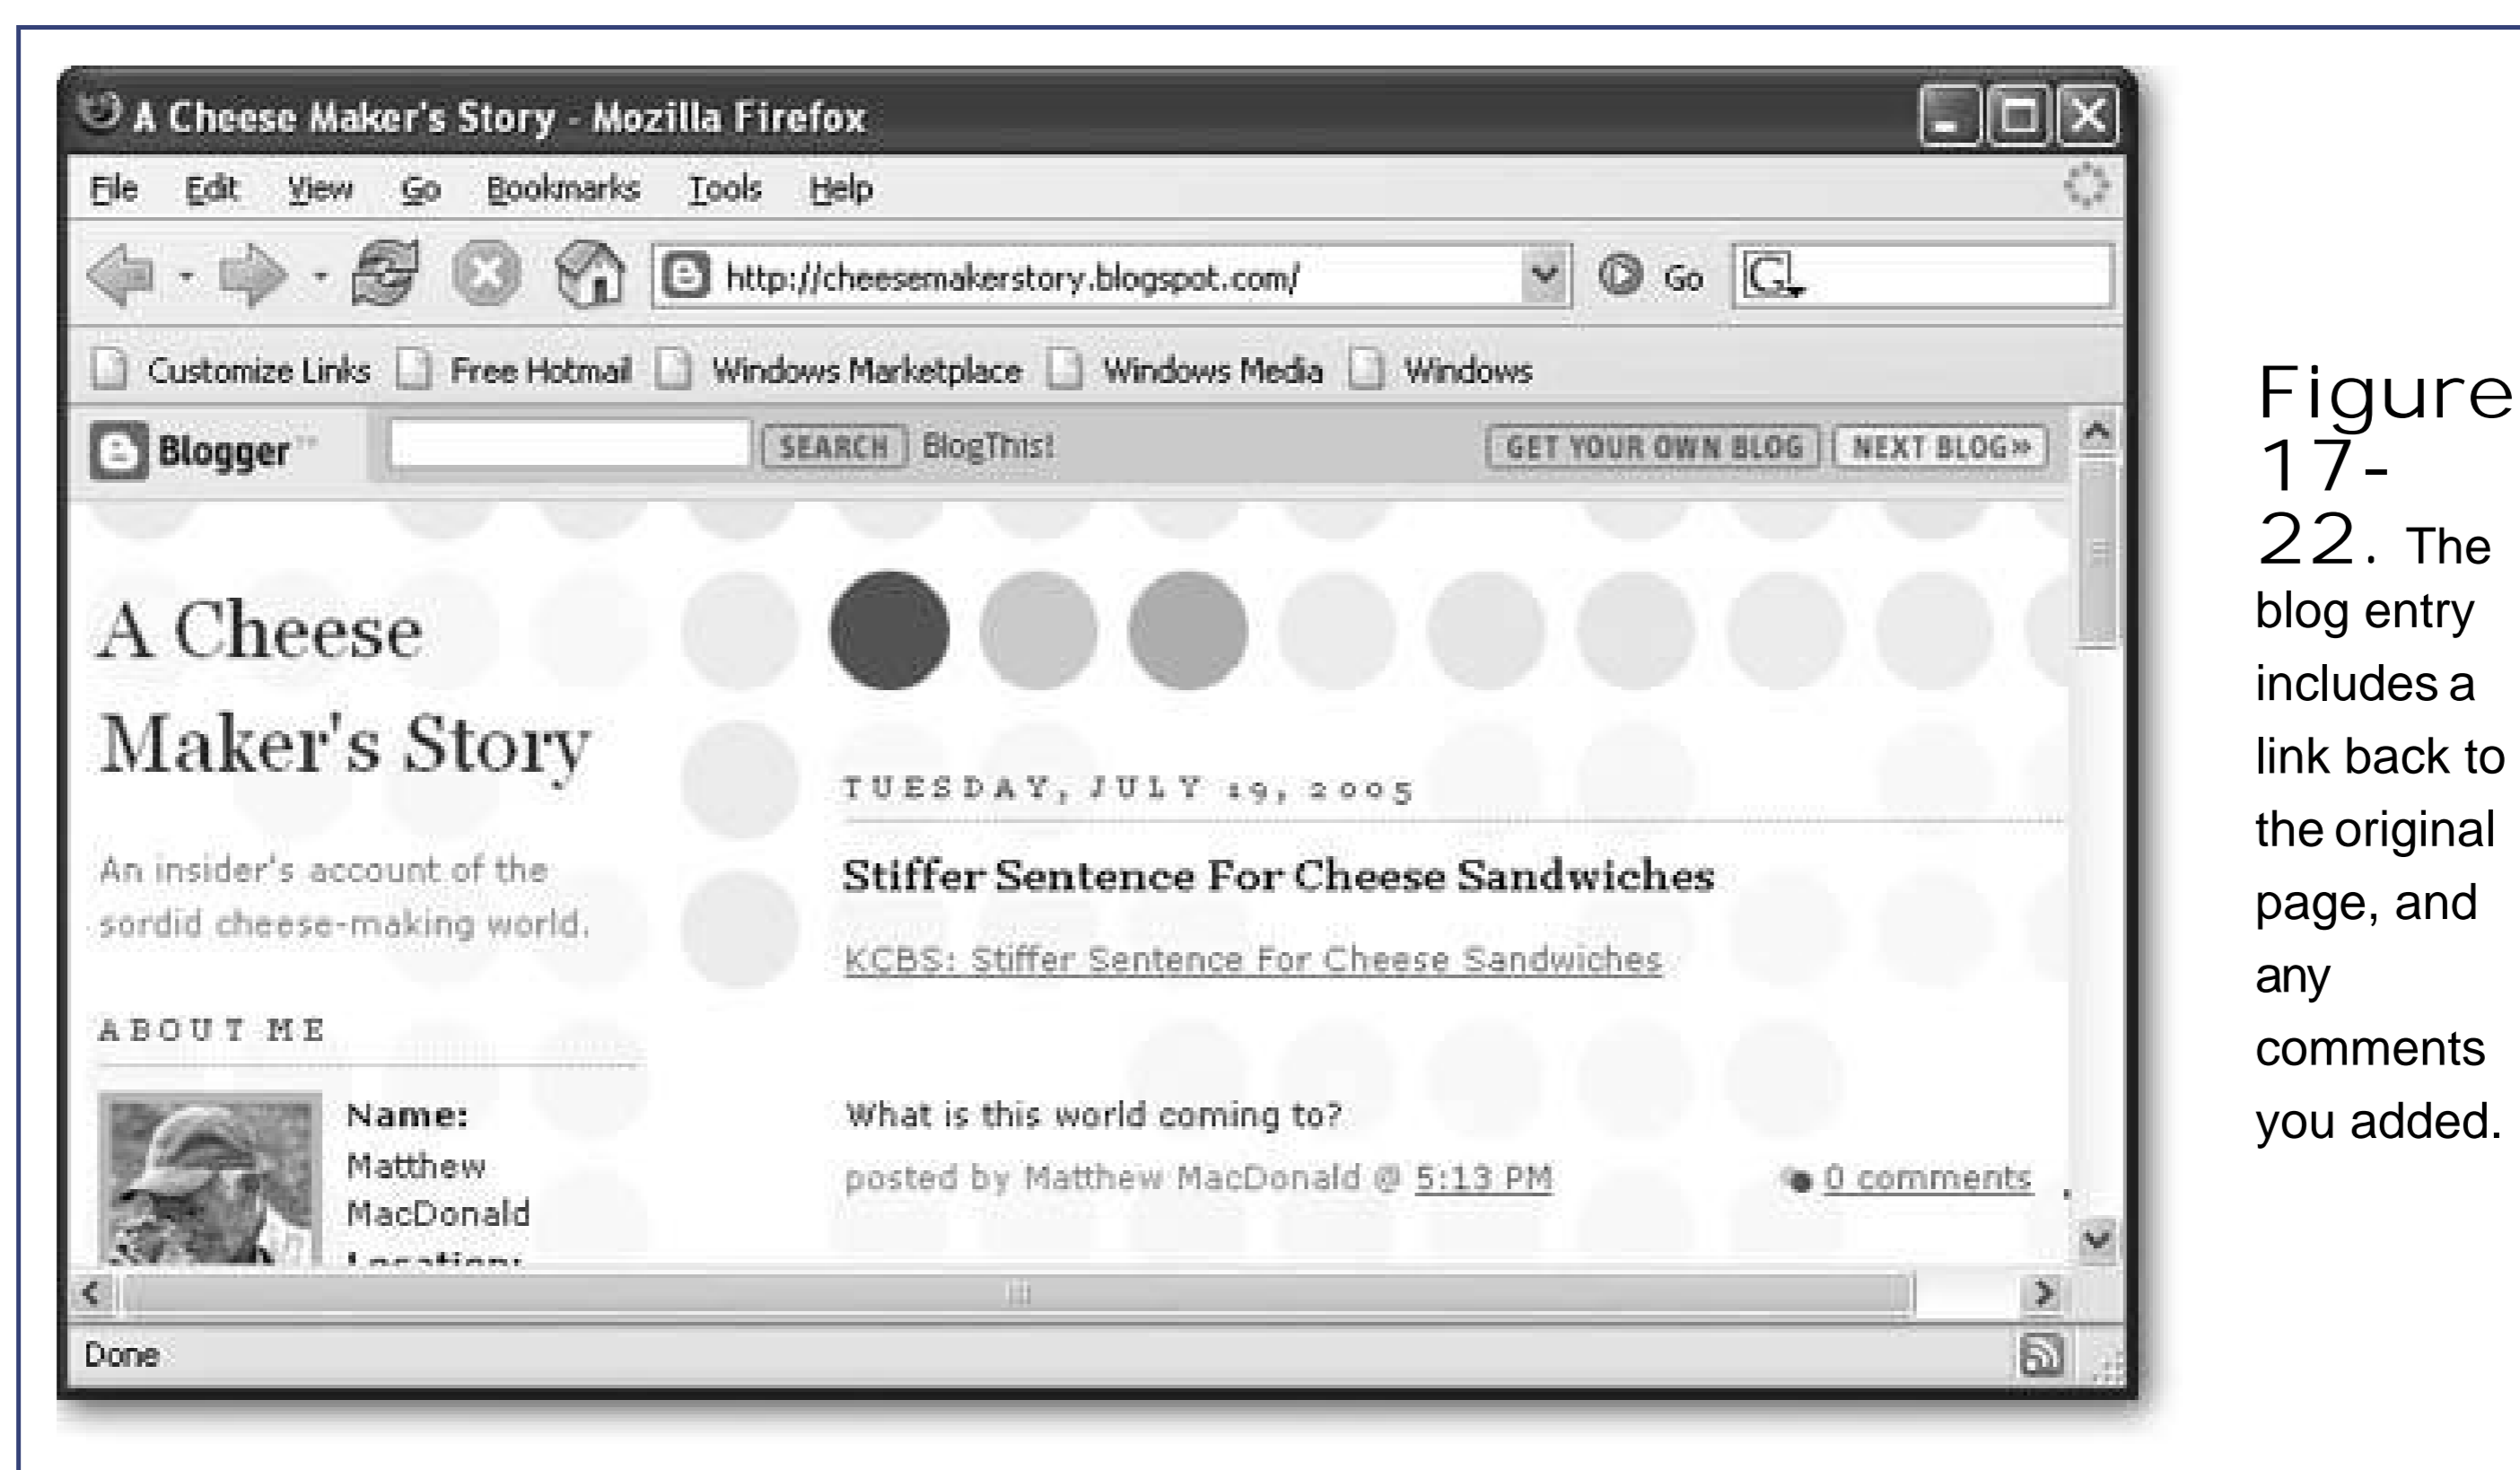 A Cheese Maker's Story - Mozilla Firefox
File Edit View Go Bookmarks Tools Help
http://cheesemakerstory.blogspot.com/ Go G
Customize Links Free Hotmail Windows Marketplace Windows Media Windows
Blogger™ SEARCH BlogThis! GET YOUR OWN BLOG NEXT BLOG»
A Cheese
Maker's Story
An insider's account of the
sordid cheese-making world.
ABOUT ME
Name:
Matthew
MacDonald
Location:
TUESDAY, JULY 19, 2005
Stiffer Sentence For Cheese Sandwiches
KCBS: Stiffer Sentence For Cheese Sandwiches
What is this world coming to?
posted by Matthew MacDonald @ 5:13 PM 0 comments
Done
Figure
17-
22. The
blog entry
includes a
link back to
the original
page, and
any
comments
you added.